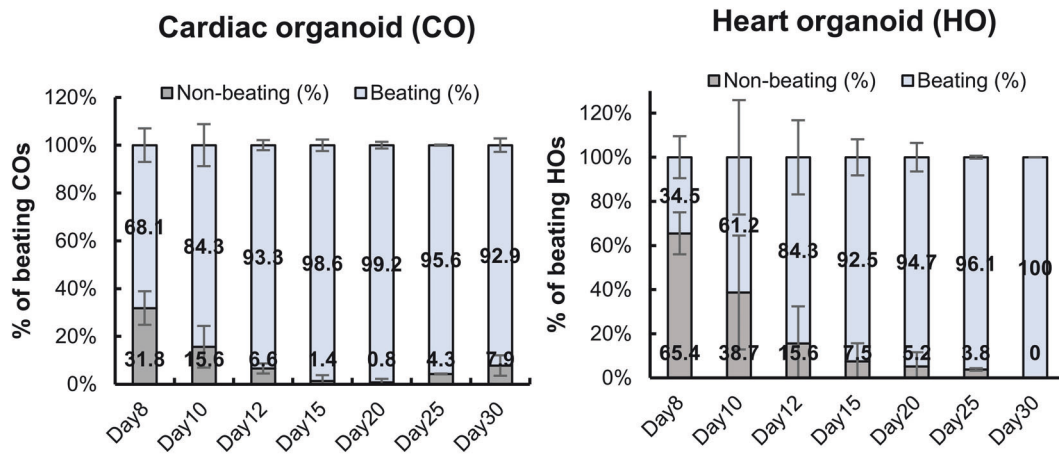 Cardiac organoid (CO)
Non-beating (%) Beating (%)
120%
100%
80%
60%
40%
20%
0%
% of beating COs
68.1 84.3 93.3 98.6 99.2 95.6 92.9
31.8 15.6 6.6 1.4 0.8 4.3 7.9
Day8 Day10 Day12 Day15 Day20 Day25 Day30
Heart organoid (HO)
Non-beating (%) Beating (%)
120%
100%
80%
60%
40%
20%
0%
% of beating HOs
34.5 61.2 84.3 92.5 94.7 96.1 100
65.4 38.7 15.6 7.5 5.2 3.8 0
Day8 Day10 Day12 Day15 Day20 Day25 Day30